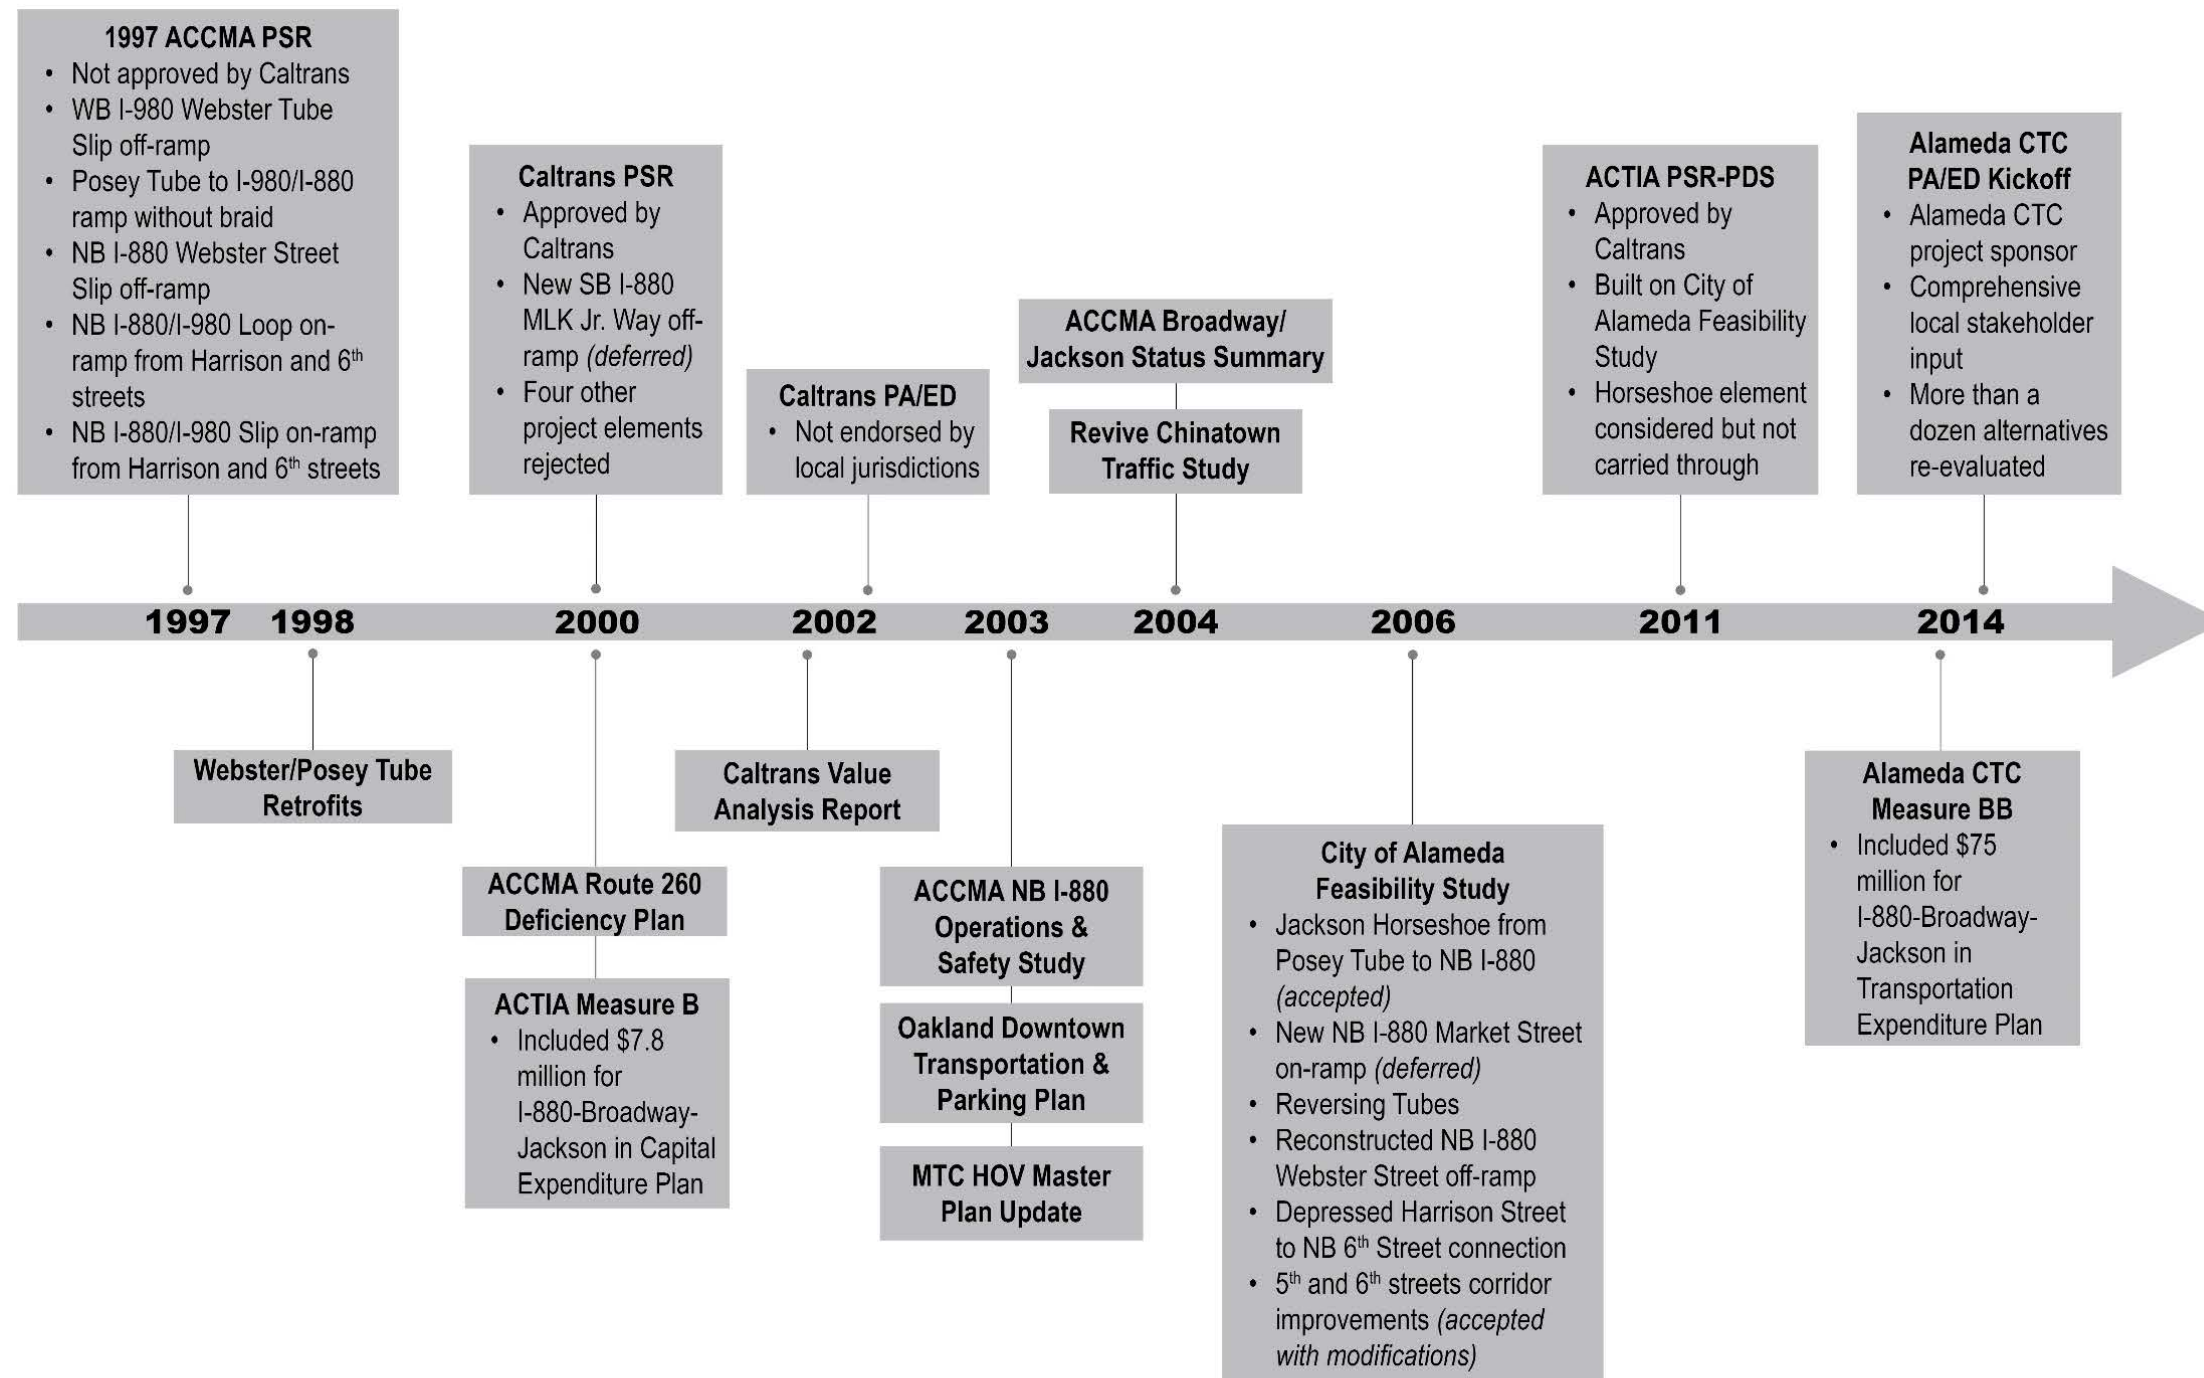 1997 ACCMA PSR
• Not approved by Caltrans
• WB I-980 Webster Tube
Slip off-ramp
• Posey Tube to I-980/I-880
ramp without braid
• NB I-880 Webster Street
Slip off-ramp
• NB I-880/I-980 Loop on-
ramp from Harrison and 6th
streets
• NB I-880/I-980 Slip on-ramp
from Harrison and 6th streets
Caltrans PSR
• Approved by
Caltrans
• New SB I-880
MLK Jr. Way off-
ramp (deferred)
• Four other
project elements
rejected
Caltrans PA/ED
• Not endorsed by
local jurisdictions
ACCMA Broadway/
Jackson Status Summary
Revive Chinatown
Traffic Study
ACTIA PSR-PDS
• Approved by
Caltrans
• Built on City of
Alameda Feasibility
Study
• Horseshoe element
considered but not
carried through
Alameda CTC
PA/ED Kickoff
• Alameda CTC
project sponsor
• Comprehensive
local stakeholder
input
• More than a
dozen alternatives
re-evaluated
1997 1998 2000 2002 2003 2004 2006 2011 2014
Webster/Posey Tube
Retrofits
ACCMA Route 260
Deficiency Plan
ACTIA Measure B
• Included $7.8
million for
I-880-Broadway-
Jackson in Capital
Expenditure Plan
Caltrans Value
Analysis Report
ACCMA NB I-880
Operations &
Safety Study
Oakland Downtown
Transportation &
Parking Plan
MTC HOV Master
Plan Update
City of Alameda
Feasibility Study
• Jackson Horseshoe from
Posey Tube to NB I-880
(accepted)
• New NB I-880 Market Street
on-ramp (deferred)
• Reversing Tubes
• Reconstructed NB I-880
Webster Street off-ramp
• Depressed Harrison Street
to NB 6th Street connection
• 5th and 6th streets corridor
improvements (accepted
with modifications)
Alameda CTC
Measure BB
• Included $75
million for
I-880-Broadway-
Jackson in
Transportation
Expenditure Plan